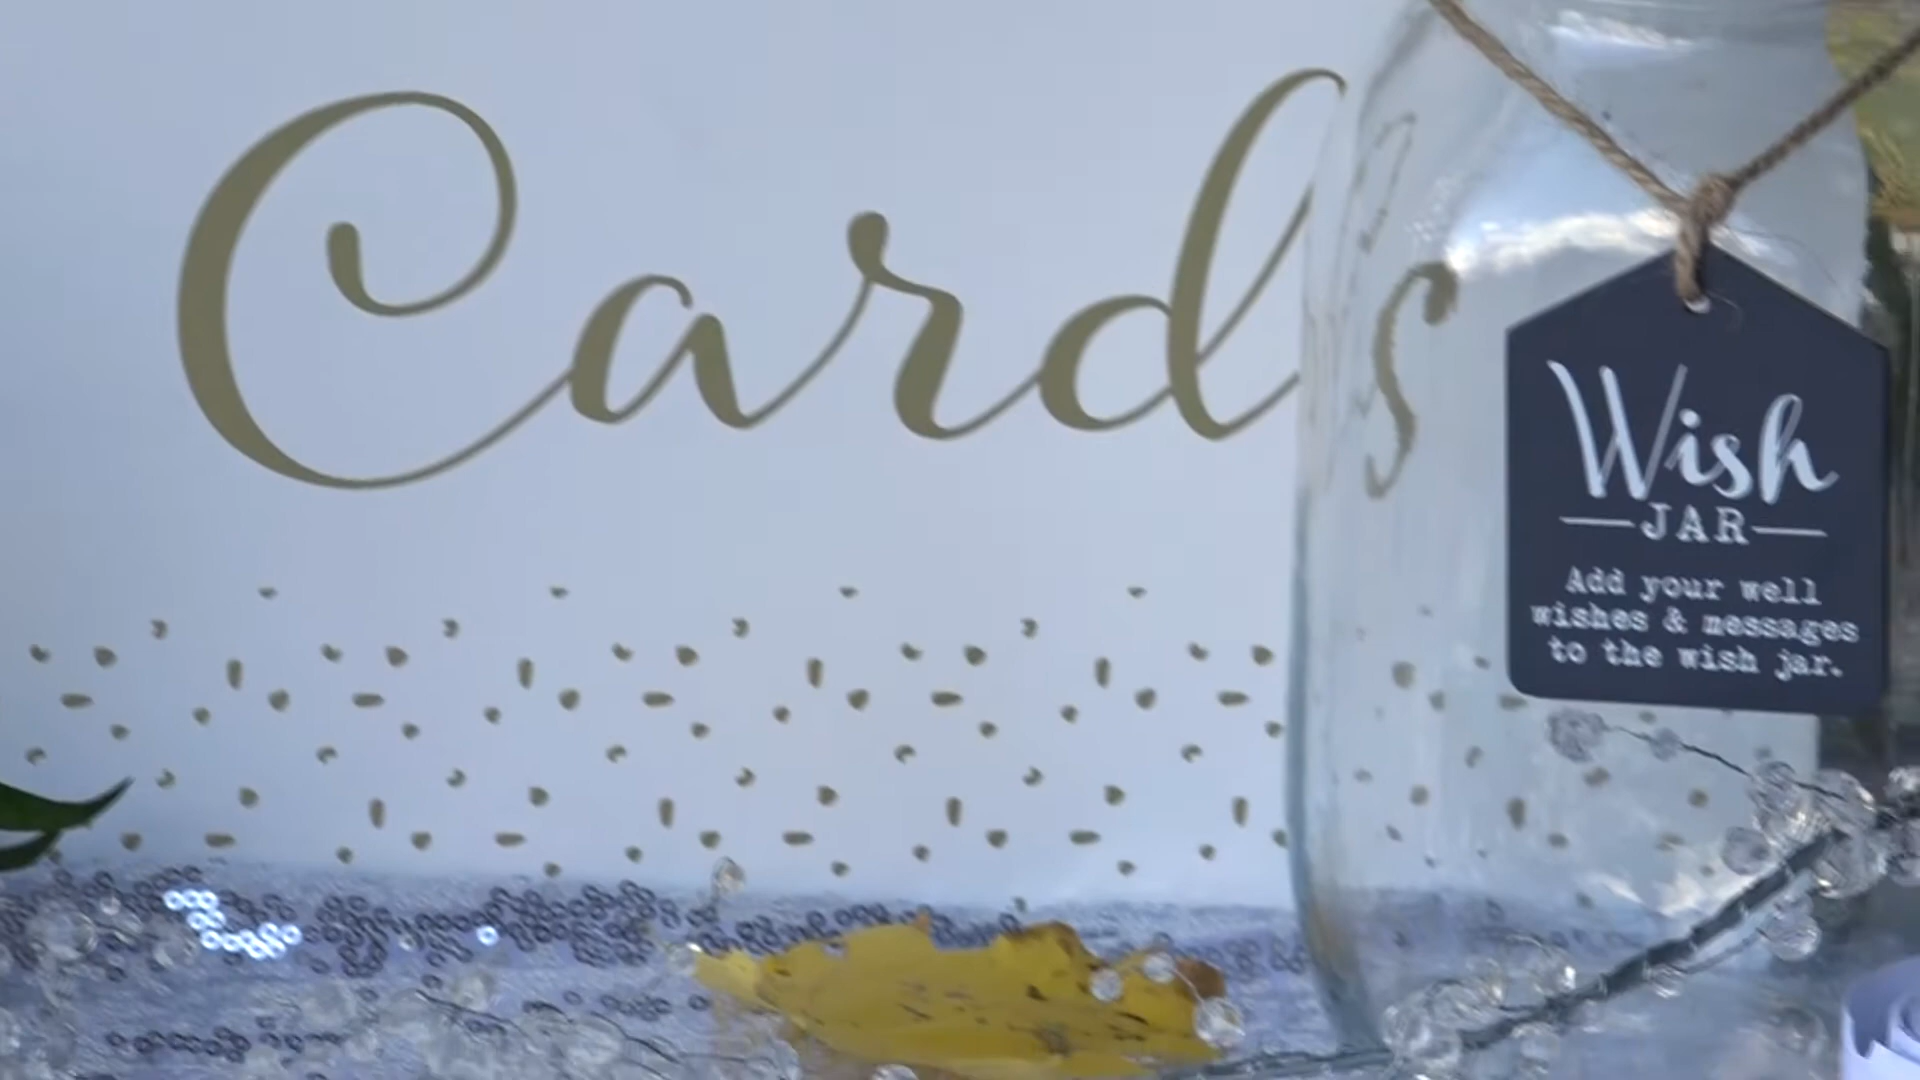 Cards
Wish
JAR
Add your well
wishes & messages
to the wish jar.